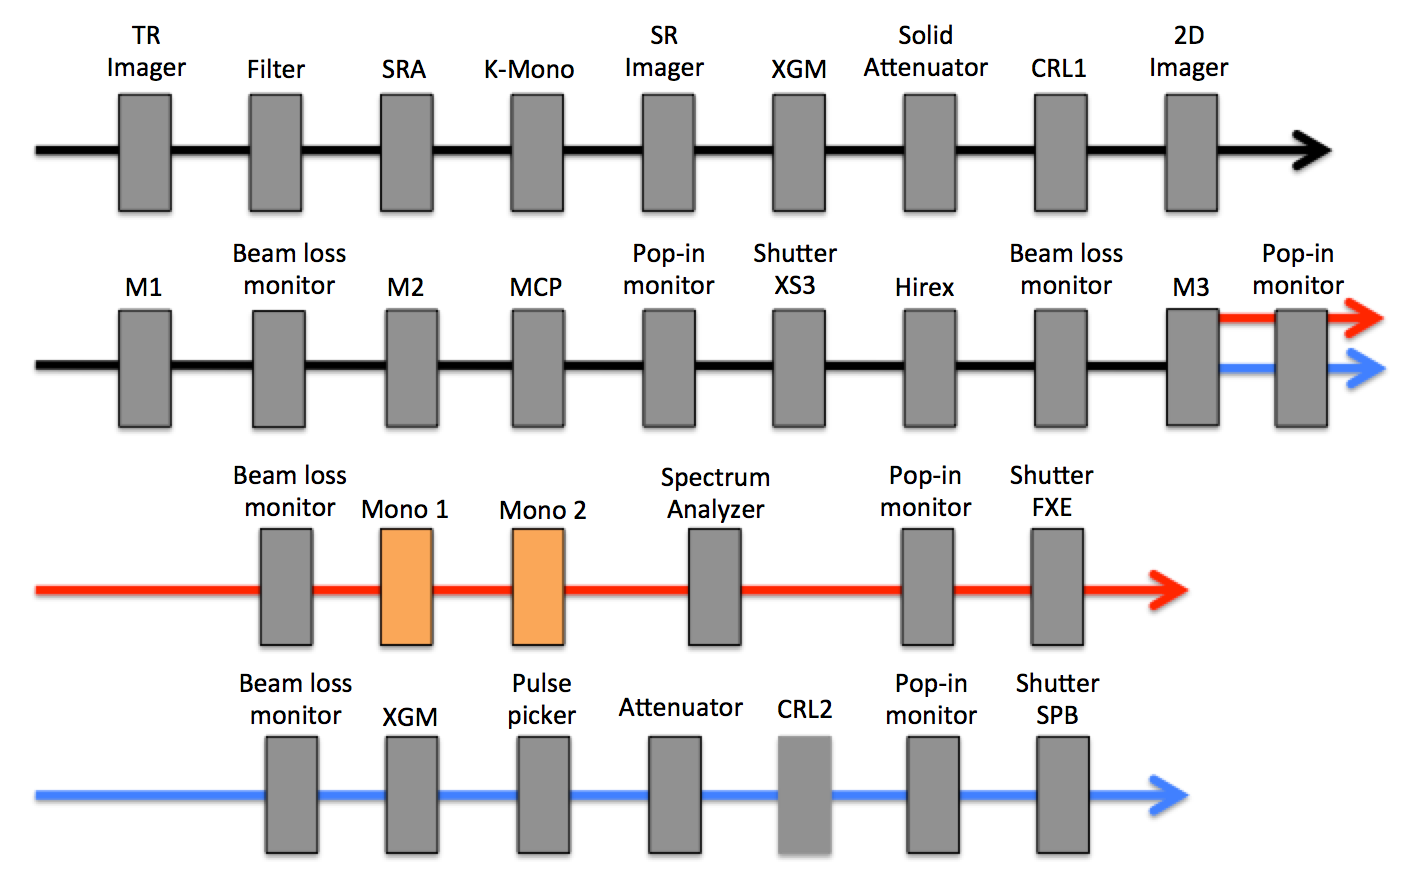 TR
Imager
Filter
SRA
K-Mono
SR
Imager
XGM
Solid
Attenuator
CRL1
2D
Imager
M1
Beam loss
monitor
M2
MCP
Pop-in
monitor
Shutter
XS3
Hirex
Beam loss
monitor
M3
Pop-in
monitor
Beam loss
monitor
Mono 1
Mono 2
Spectrum
Analyzer
Pop-in
monitor
Shutter
FXE
Beam loss
monitor
XGM
Pulse
picker
Attenuator
CRL2
Pop-in
monitor
Shutter
SPB